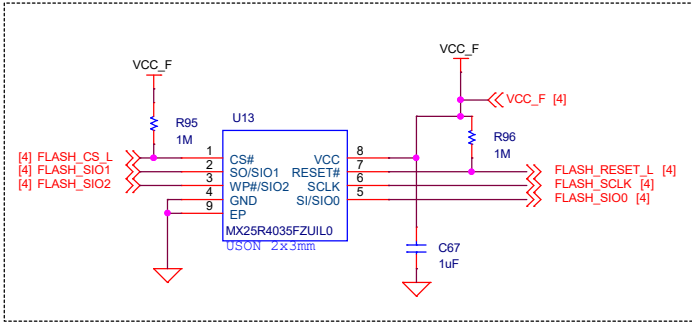 VCC_F
VCC_F
VCC_F [4]
R95
1M
U13
R96
1M
[4] FLASH_CS_L
[4] FLASH_SIO1
[4] FLASH_SIO2
1
2
3
4
9
CS#
SO/SIO1
WP#/SIO2
GND
EP
VCC
RESET#
SCLK
SI/SIO0
8
7
6
5
FLASH_RESET_L [4]
FLASH_SCLK [4]
FLASH_SIO0 [4]
MX25R4035FZUIL0
USON 2x3mm
C67
1uF